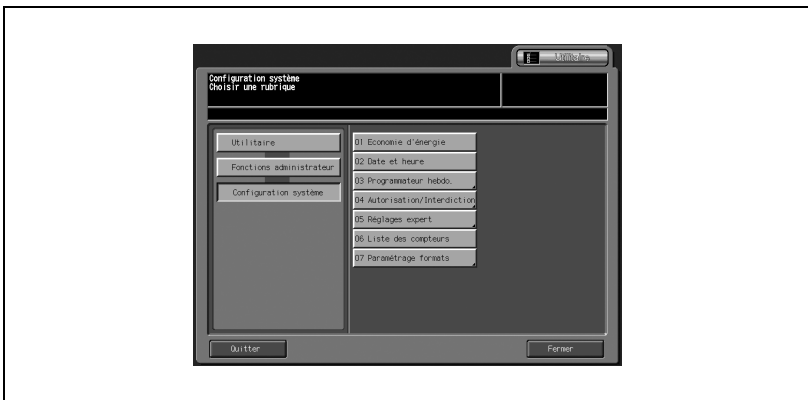 Utilitaire
Configuration système
Choisir une rubrique
Utilitaire
Fonctions administrateur
Configuration système
01 Economie d'énergie
02 Date et heure
03 Programmateur hebdo.
04 Autorisation/Interdiction
05 Réglages expert
06 Liste des compteurs
07 Paramétrage formats
Quitter
Fermer